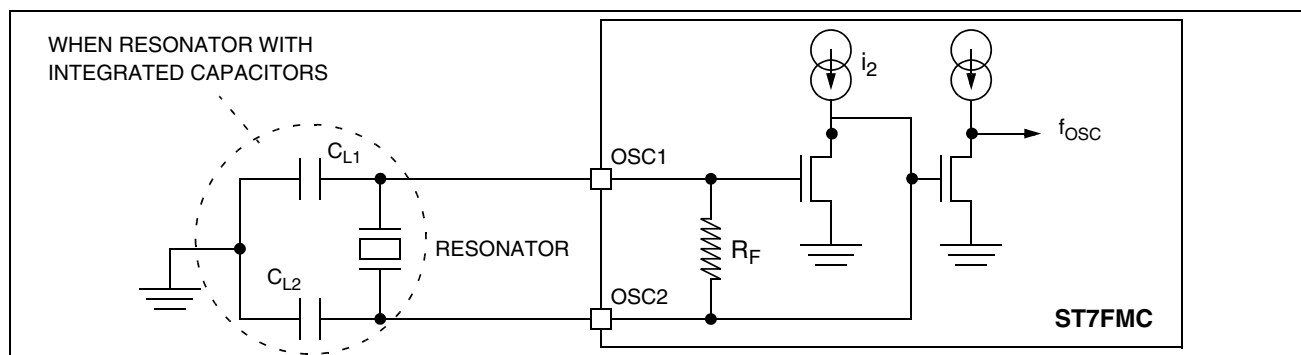 WHEN RESONATOR WITH
INTEGRATED CAPACITORS
i2
fOSC
CL1
OSC1
RESONATOR
RF
CL2
OSC2
ST7FMC